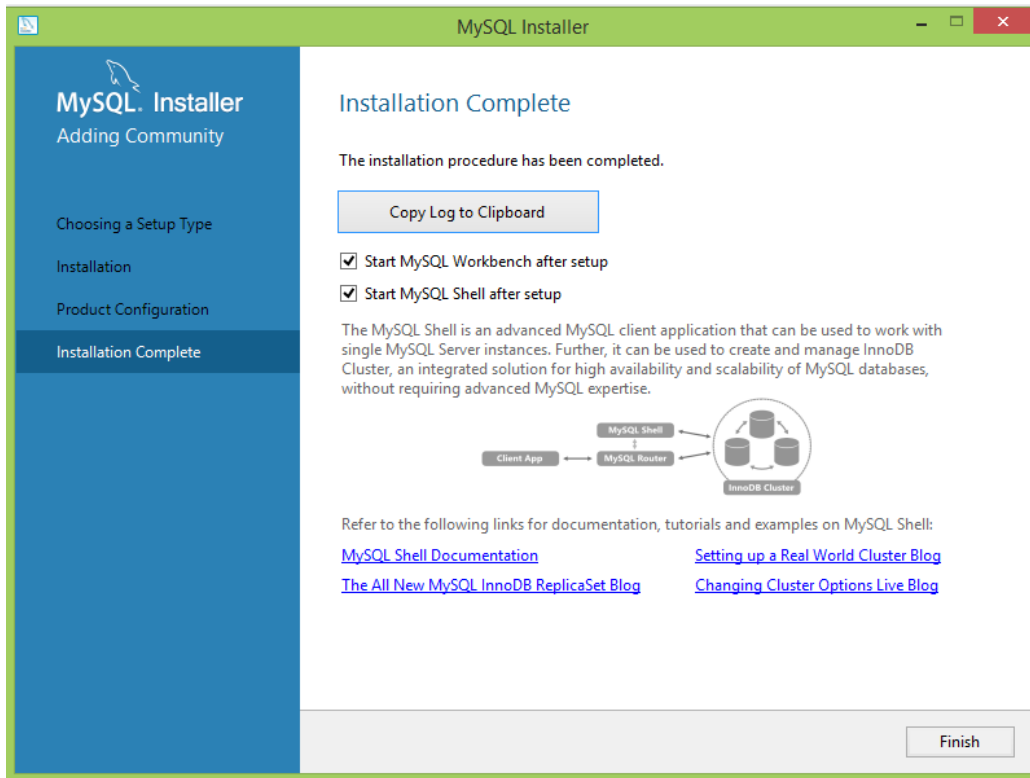 MySQL Installer
MySQL. Installer
Adding Community
Choosing a Setup Type
Installation
Product Configuration
Installation Complete
Installation Complete
The installation procedure has been completed.
Copy Log to Clipboard
Start MySQL Workbench after setup
Start MySQL Shell after setup
The MySQL Shell is an advanced MySQL client application that can be used to work with
single MySQL Server instances. Further, it can be used to create and manage InnoDB
Cluster, an integrated solution for high availability and scalability of MySQL databases,
without requiring advanced MySQL expertise.
MySQL Shell
Client App
MySQL Router
InnoDB Cluster
Refer to the following links for documentation, tutorials and examples on MySQL Shell:
MySQL Shell Documentation
Setting up a Real World Cluster Blog
The All New MySQL InnoDB ReplicaSet Blog
Changing Cluster Options Live Blog
Finish